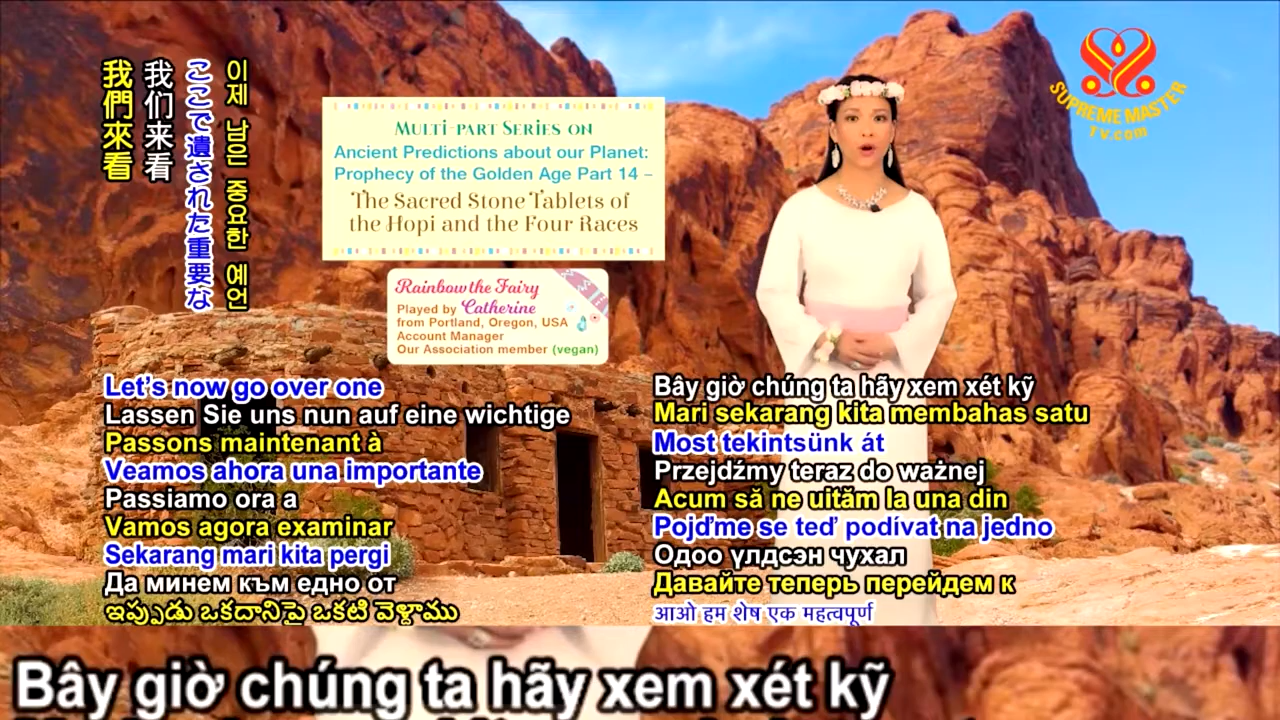 我們來看
我们来看
ここで遺された重要な
이제 남은 중요한 예언
MULTI-PART SERIES ON
Ancient Predictions about our Planet:
Prophecy of the Golden Age Part 14 –
The Sacred Stone Tablets of
the Hopi and the Four Races
Rainbow the Fairy
Played by Catherine
from Portland, Oregon, USA
Account Manager
Our Association member (vegan)
SUPREME MASTER
TV.com
Let's now go over one
Lassen Sie uns nun auf eine wichtige
Passons maintenant à
Veamos ahora una importante
Passiamo ora a
Vamos agora examinar
Sekarang mari kita pergi
Да минем към едно от
ఇప్పుడు ఒకదానిపై ఒకటి వెళ్దాము
Bây giờ chúng ta hãy xem xét kỹ
Mari sekarang kita membahas satu
Most tekintsünk át
Przejdźmy teraz do ważnej
Acum să ne uităm la una din
Pojďme se teď podívat na jedno
Одоо үлдсэн чухал
Давайте теперь перейдем к
आओ हम शेष एक महत्वपूर्ण
Bây giờ chúng ta hãy xem xét kỹ